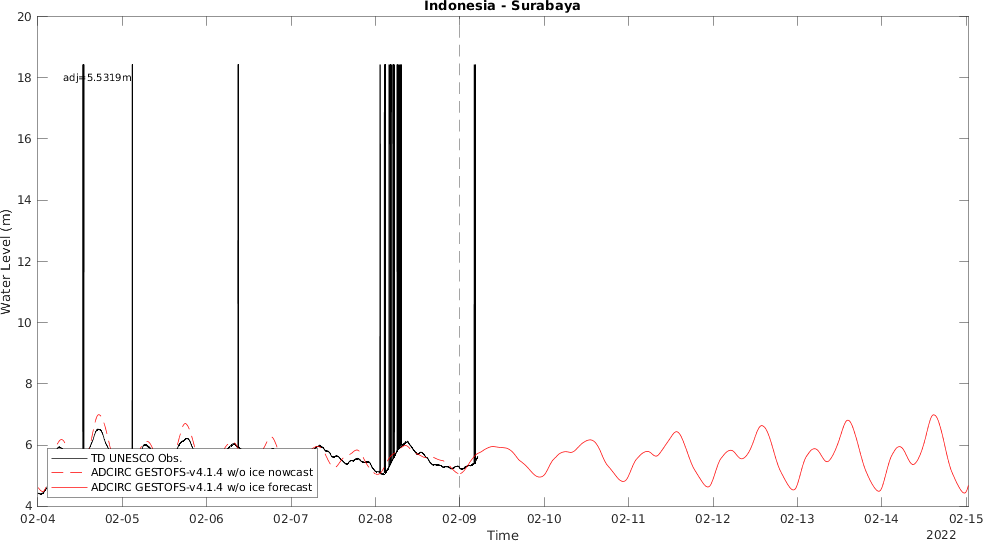 Indonesia - Surabaya
20
18
16
14
12
10
8
6
4
Water Level (m)
adj=5.5319m
TD UNESCO Obs.
ADCIRC GESTOFS-v4.1.4 w/o ice nowcast
ADCIRC GESTOFS-v4.1.4 w/o ice forecast
02-04 02-05 02-06 02-07 02-08 02-09 02-10 02-11 02-12 02-13 02-14 02-15
Time
2022